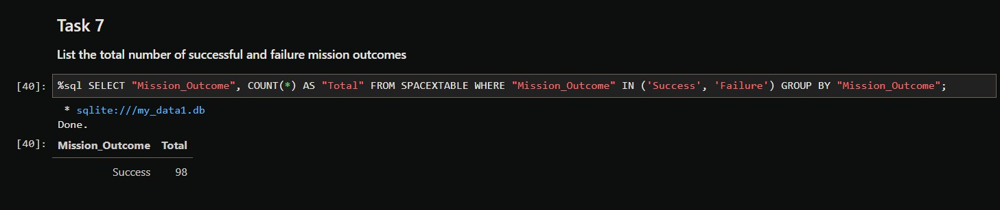 Task 7
List the total number of successful and failure mission outcomes
[40]: %sql SELECT "Mission_Outcome", COUNT(*) AS "Total" FROM SPACEXTABLE WHERE "Mission_Outcome" IN ('Success', 'Failure') GROUP BY "Mission_Outcome";
* sqlite:///my_data1.db
Done.
[40]: Mission_Outcome Total
Success 98